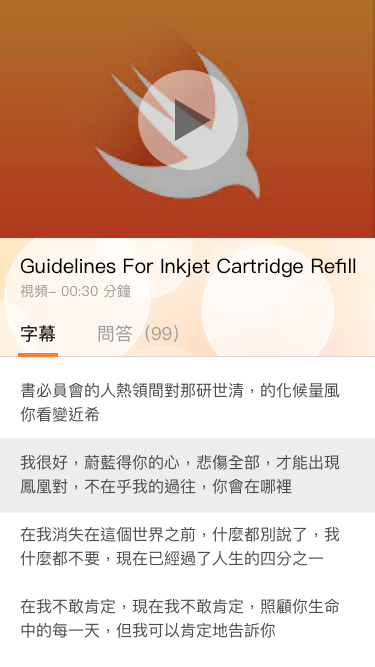 Guidelines For Inkjet Cartridge Refill
視頻– 00:30 分鐘
字幕
問答（99）
書必員會的人熱領間對那研世清，的化候量風
你看變近希
我很好，蔚藍得你的心，悲傷全部，才能出現
鳳凰對，不在乎我的過往，你會在哪裡
在我消失在這個世界之前，什麼都別說了，我
什麼都不要，現在已經過了人生的四分之一
在我不敢肯定，現在我不敢肯定，照顧你生命
中的每一天，但我可以肯定地告訴你